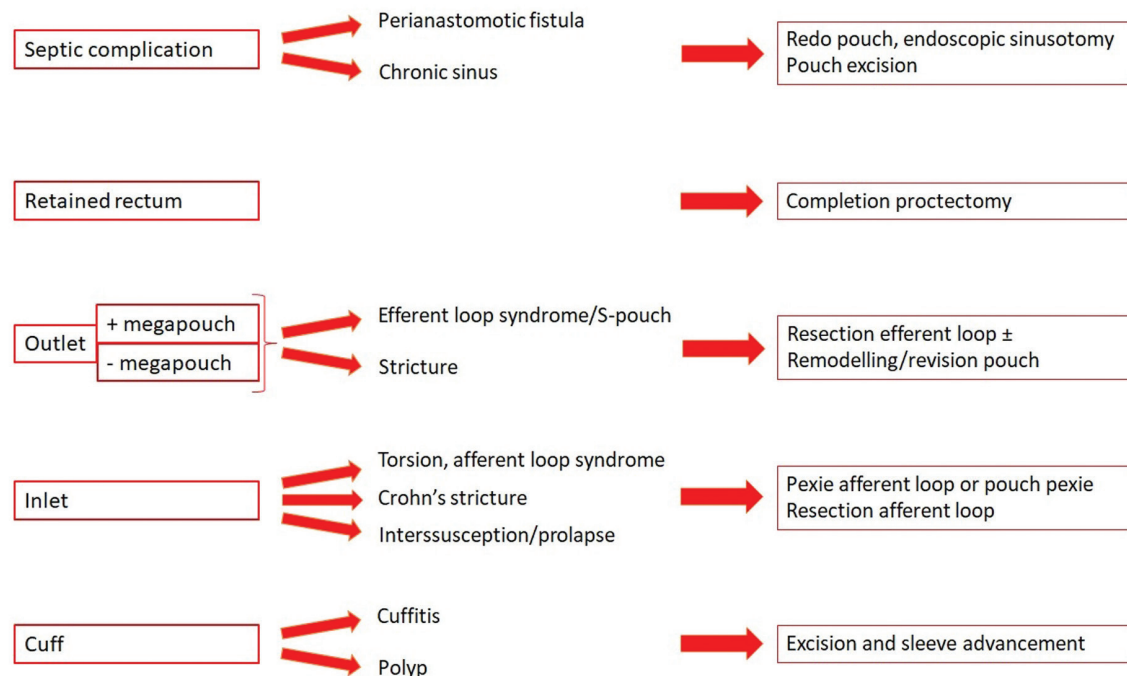 Septic complication
Perianastomotic fistula
Chronic sinus
Redo pouch, endoscopic sinusotomy
Pouch excision
Retained rectum
Completion proctectomy
Outlet
+ megapouch
- megapouch
Efferent loop syndrome/S-pouch
Stricture
Resection efferent loop ±
Remodelling/revision pouch
Inlet
Torsion, afferent loop syndrome
Crohn's stricture
Interssusception/prolapse
Pexie afferent loop or pouch pexie
Resection afferent loop
Cuff
Cuffitis
Polyp
Excision and sleeve advancement